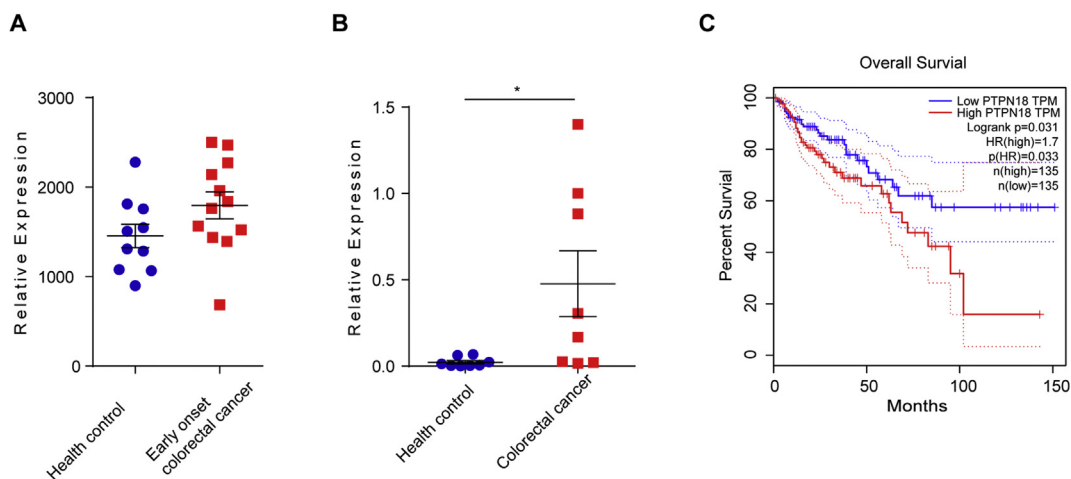 A
Relative Expression
3000
2000
1000
0
Health control
Early onset
colorectal cancer
B
Relative Expression
1.5
1.0
0.5
0.0
*
Health control
Colorectal cancer
C
Overall Survial
Percent Survival
100
80
60
40
20
0
Low PTPN18 TPM
High PTPN18 TPM
Logrank p=0.031
HR(high)=1.7
p(HR)=0.033
n(high)=135
n(low)=135
0 50 100 150
Months